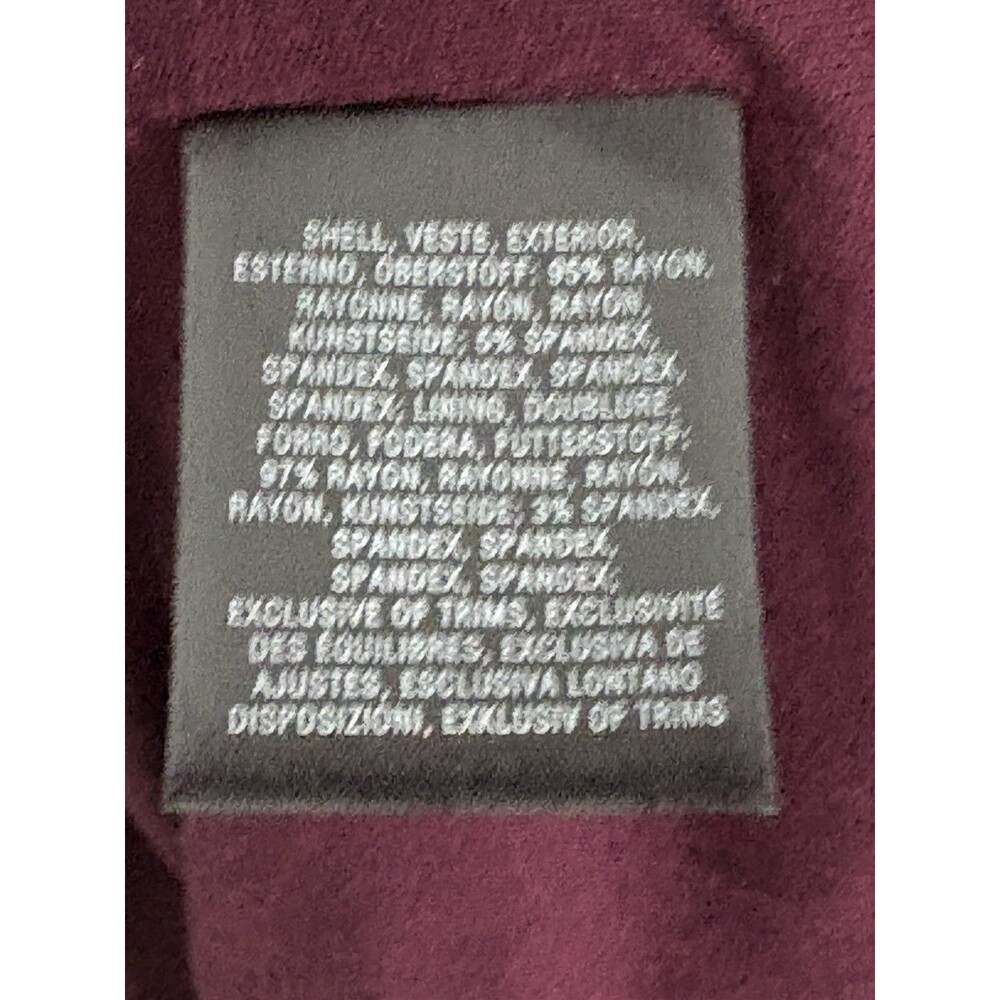 SHELL, VESTE, EXTERIOR,
ESTERNO, OBERSTOFF: 95% RAYON,
RAYONNE, RAYON, RAYON,
KUNSTSEIDE; 5% SPANDEX,
SPANDEX, SPANDEX, SPANDEX,
SPANDEX, LINING, DOUBLURE,
FORRO, FODERA, FUTTERSTOFF:
97% RAYON, RAYONNE, RAYON,
RAYON, KUNSTSEIDE; 3% SPANDEX,
SPANDEX, SPANDEX,
SPANDEX, SPANDEX;
EXCLUSIVE OF TRIMS, EXCLUSIVITÉ
DES ÉQUILIBRES, EXCLUSIVA DE
AJUSTES, ESCLUSIVA LONTANO
DISPOSIZIONI, EXKLUSIV OF TRIMS